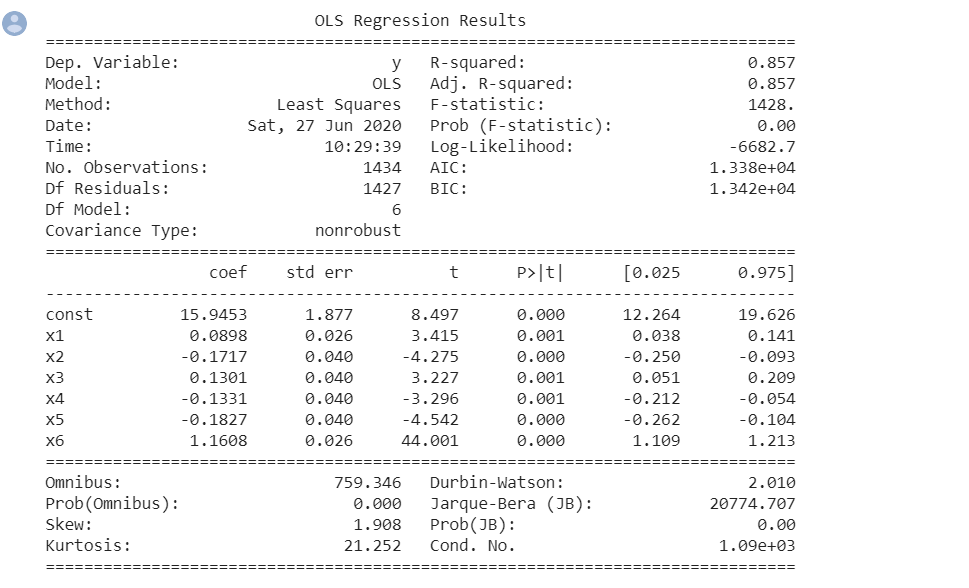 OLS Regression Results
==============================================================================
Dep. Variable:                      y   R-squared:                       0.857
Model:                            OLS   Adj. R-squared:                  0.857
Method:                 Least Squares   F-statistic:                     1428.
Date:                Sat, 27 Jun 2020   Prob (F-statistic):               0.00
Time:                        10:29:39   Log-Likelihood:                -6682.7
No. Observations:                1434   AIC:                         1.338e+04
Df Residuals:                    1427   BIC:                         1.342e+04
Df Model:                           6
Covariance Type:            nonrobust
==============================================================================
                 coef    std err          t      P>|t|      [0.025      0.975]
------------------------------------------------------------------------------
const         15.9453      1.877      8.497      0.000      12.264      19.626
x1             0.0898      0.026      3.415      0.001       0.038       0.141
x2            -0.1717      0.040     -4.275      0.000      -0.250      -0.093
x3             0.1301      0.040      3.227      0.001       0.051       0.209
x4            -0.1331      0.040     -3.296      0.001      -0.212      -0.054
x5            -0.1827      0.040     -4.542      0.000      -0.262      -0.104
x6             1.1608      0.026     44.001      0.000       1.109       1.213
==============================================================================
Omnibus:                      759.346   Durbin-Watson:                   2.010
Prob(Omnibus):                  0.000   Jarque-Bera (JB):            20774.707
Skew:                           1.908   Prob(JB):                         0.00
Kurtosis:                      21.252   Cond. No.                     1.09e+03
==============================================================================